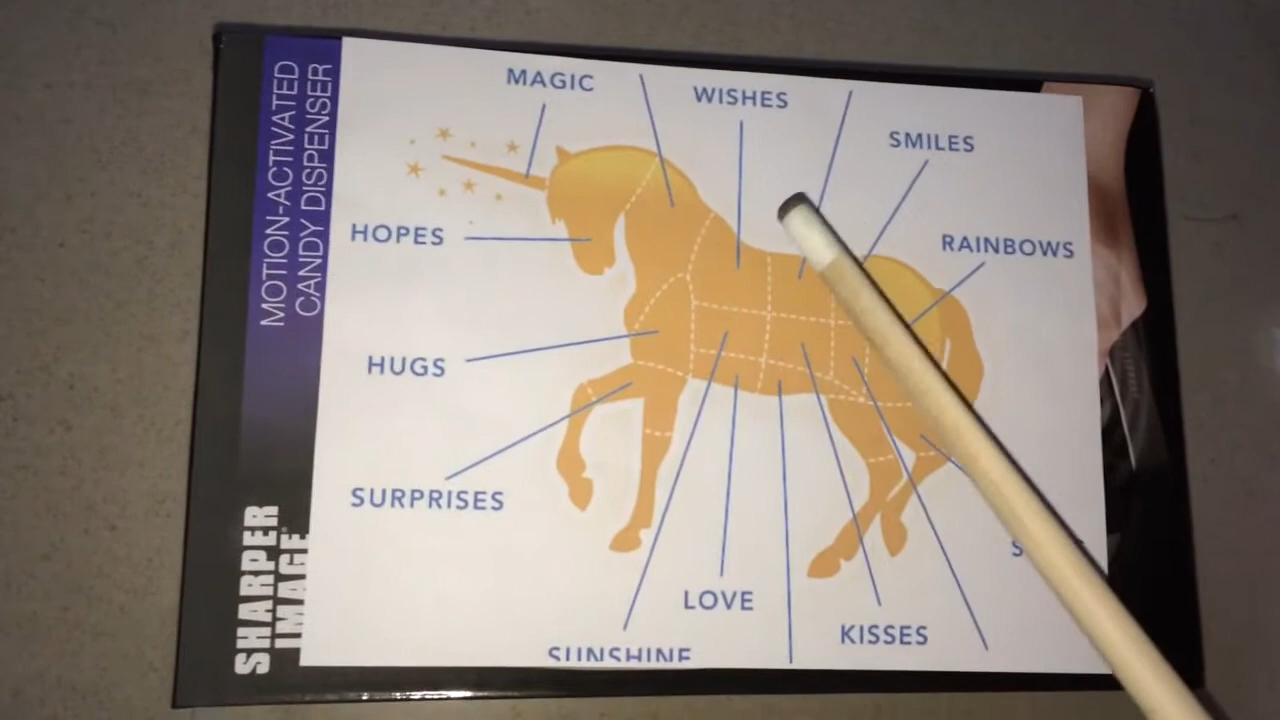 MOTION-ACTIVATED
CANDY DISPENSER
SHARPER
IMAGE
MAGIC
WISHES
SMILES
HOPES
RAINBOWS
HUGS
SURPRISES
LOVE
KISSES
SUNSHINE